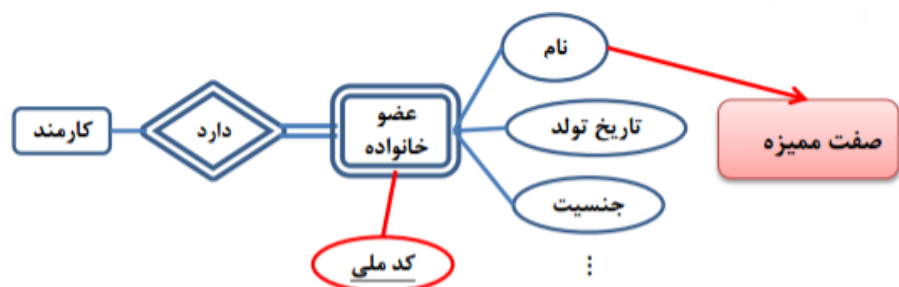 نام
صفت ممیزه
کارمند
دارد
عضو
خانواده
تاریخ تولد
جنسیت
کد ملی
⋮